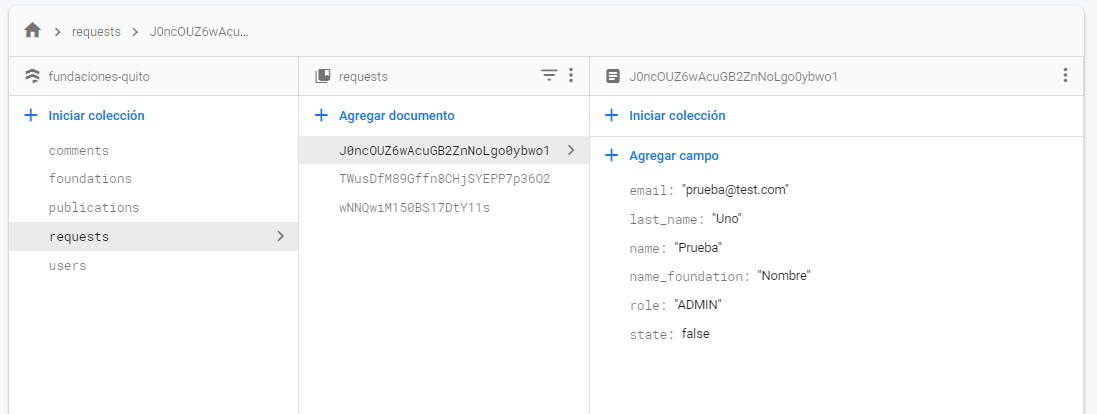 requests J0ncOUZ6wAcu...
fundaciones-quito
Iniciar colección
comments
foundations
publications
requests
users
requests
Agregar documento
J0ncOUZ6wAcuGB2ZnNoLgo0ybwo1
TWusDfM89Gffn8CHjSYEPP7p36O2
wNNQwiM150BS17DtY11s
J0ncOUZ6wAcuGB2ZnNoLgo0ybwo1
Iniciar colección
Agregar campo
email: "prueba@test.com"
last_name: "Uno"
name: "Prueba"
name_foundation: "Nombre"
role: "ADMIN"
state: false